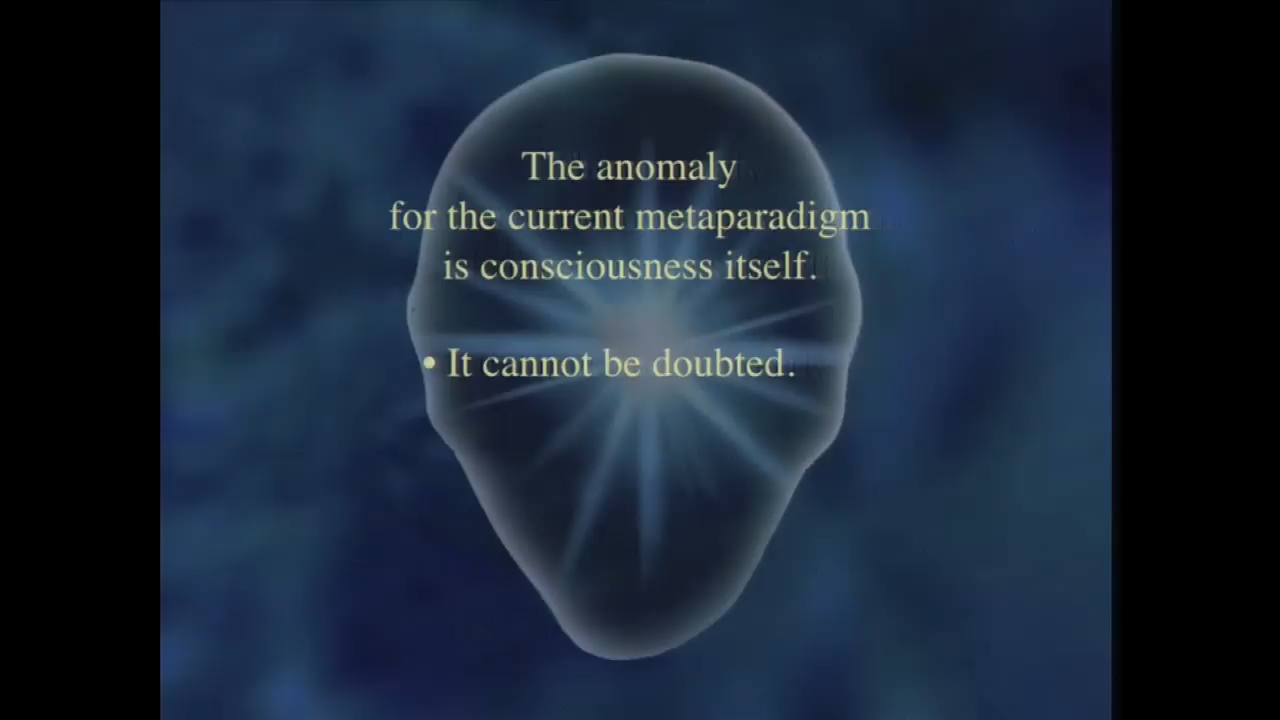 The anomaly
for the current metaparadigm
is consciousness itself.
• It cannot be doubted.